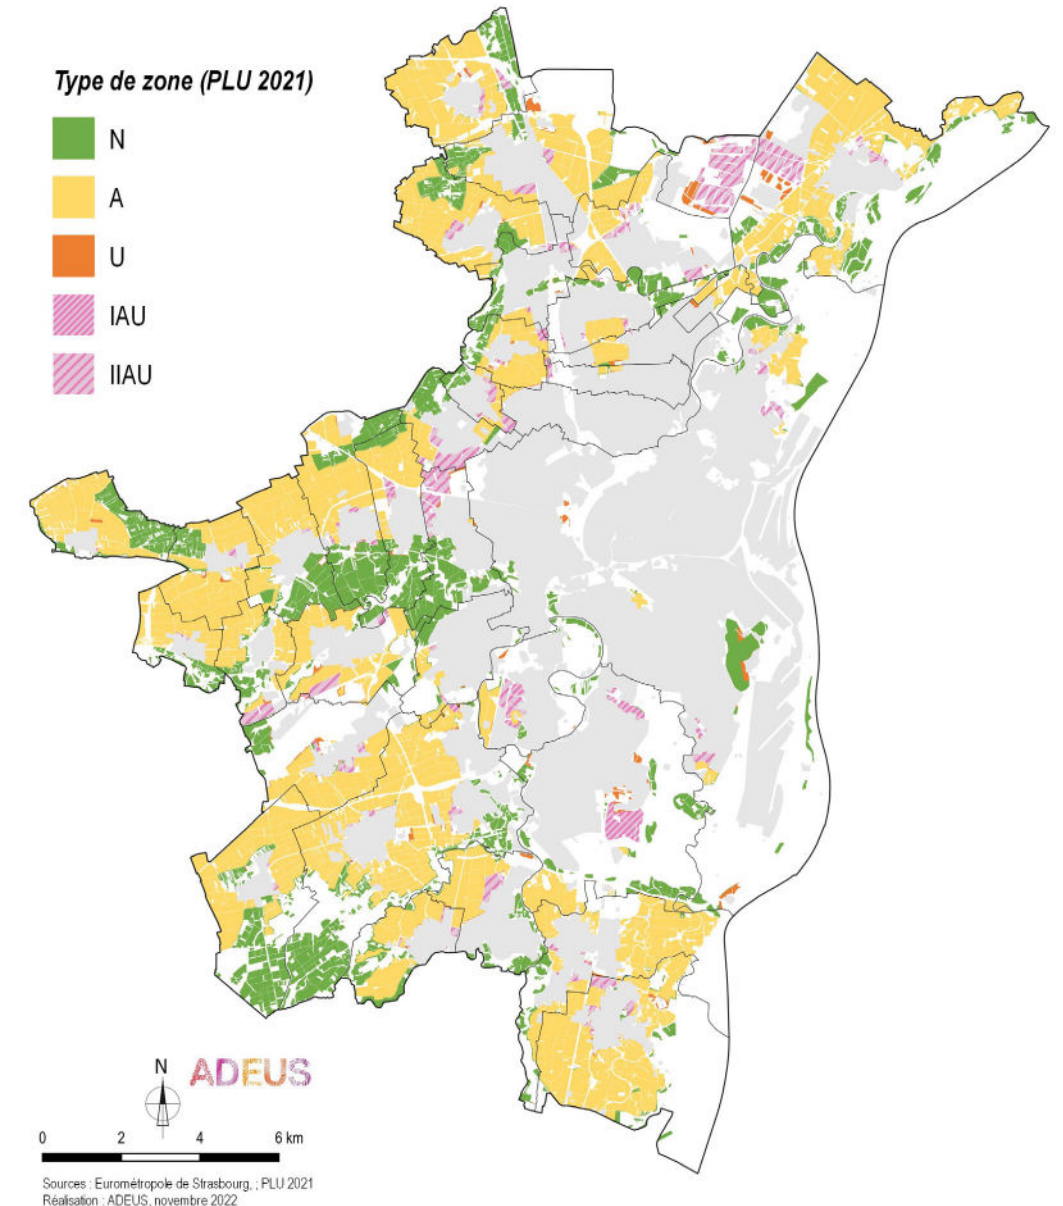 Type de zone (PLU 2021)
N
A
U
IAU
IIAU
N
ADEUS
0 2 4 6 km
Sources : Eurométropole de Strasbourg, ; PLU 2021
Réalisation : ADEUS, novembre 2022